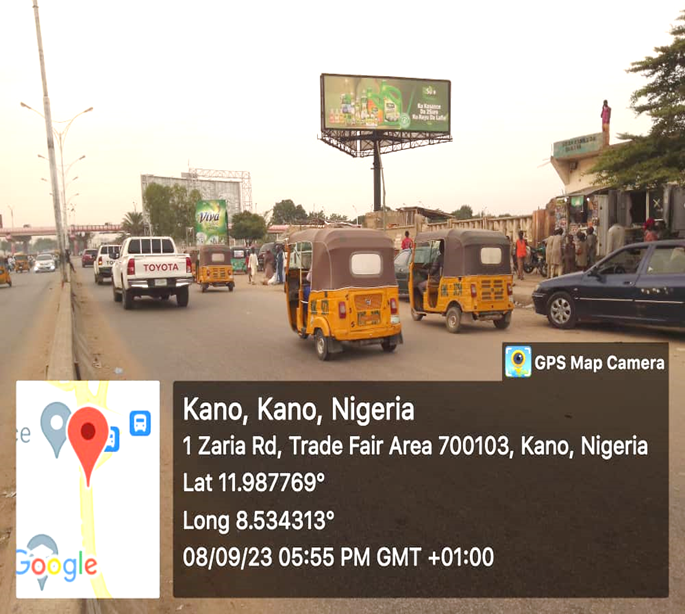 Viva
TOYOTA
GPS Map Camera
Kano, Kano, Nigeria
1 Zaria Rd, Trade Fair Area 700103, Kano, Nigeria
Lat 11.987769°
Long 8.534313°
08/09/23 05:55 PM GMT +01:00
ce
Google